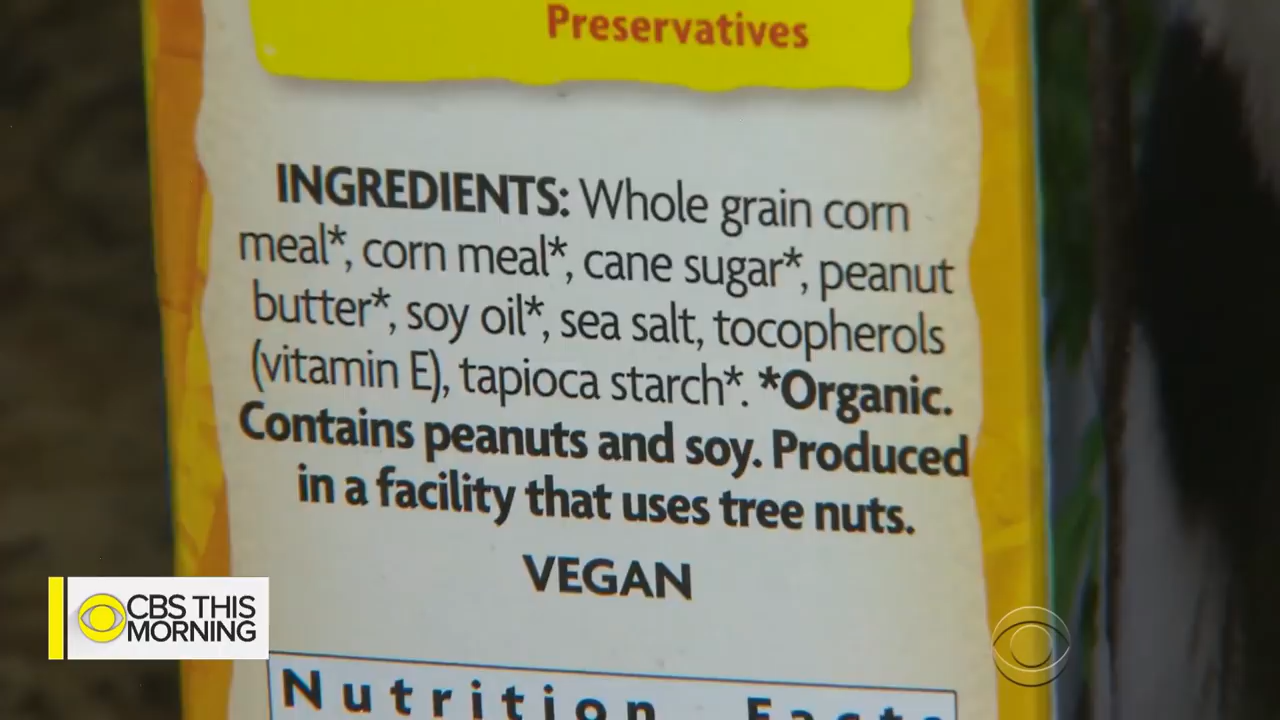 Preservatives
INGREDIENTS: Whole grain corn
meal*, corn meal*, cane sugar*, peanut
butter*, soy oil*, sea salt, tocopherols
(vitamin E), tapioca starch*. *Organic.
Contains peanuts and soy. Produced
in a facility that uses tree nuts.
VEGAN
CBS THIS
MORNING
Nutrition Facts